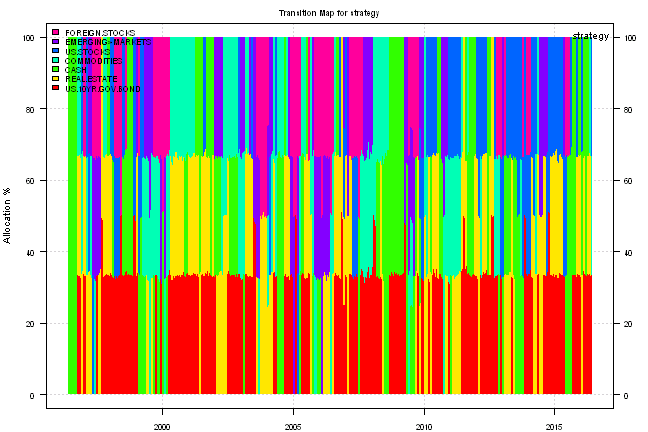 Transition Map for strategy
FOREIGN.STOCKS
EMERGING>MARKETS
US.STOCKS
COMMODITIES
CASH
REAL.ESTATE
US.10YR.GOV.BOND
strategy
Allocation %
100
80
60
40
20
0
100
80
60
40
20
0
2000 2005 2010 2015